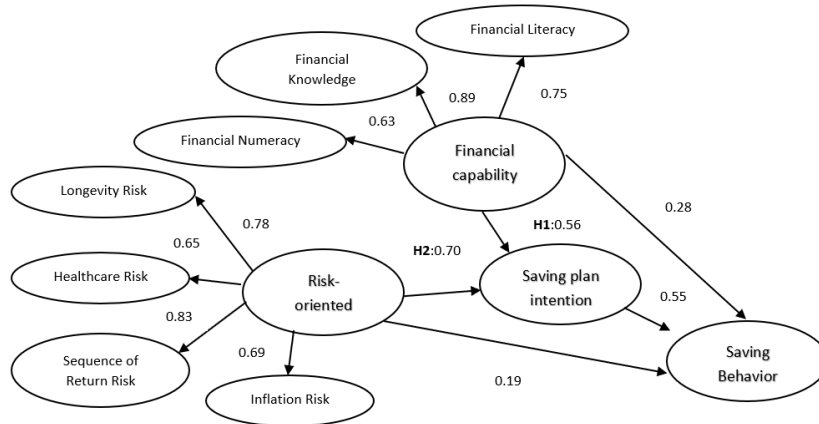 Financial Literacy
Financial
Knowledge
0.89
0.75
Financial Numeracy
0.63
Financial
capability
Longevity Risk
0.78
0.28
H1:0.56
H2:0.70
0.65
Healthcare Risk
Risk-
oriented
Saving plan
intention
0.55
0.83
Sequence of
Return Risk
0.69
Saving
Behavior
0.19
Inflation Risk